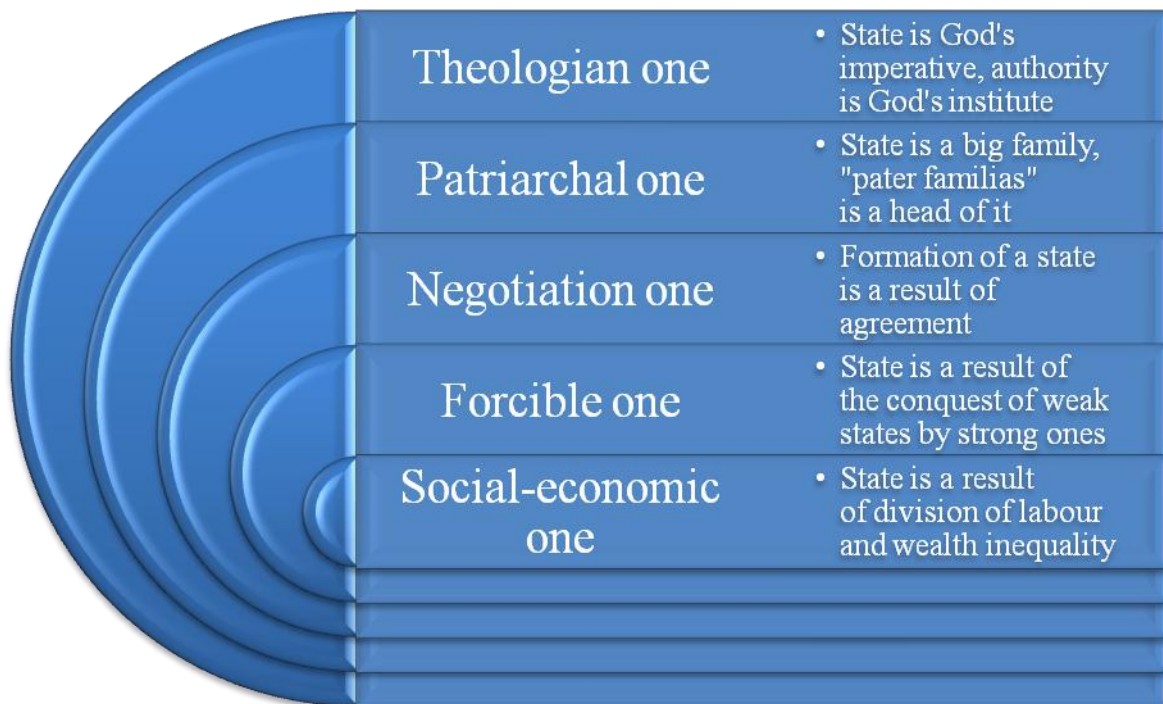 Theologian one
• State is God's
imperative, authority
is God's institute
Patriarchal one
• State is a big family,
"pater familias"
is a head of it
Negotiation one
• Formation of a state
is a result of
agreement
Forcible one
• State is a result of
the conquest of weak
states by strong ones
Social-economic
one
• State is a result
of division of labour
and wealth inequality